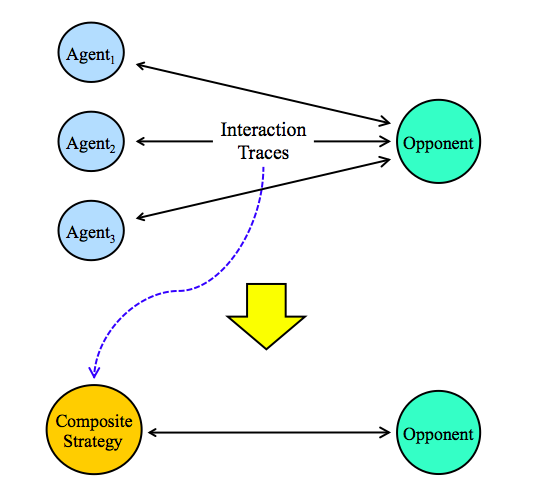 Agent1
Agent2
Interaction
Traces
Opponent
Agent3
Composite
Strategy
Opponent